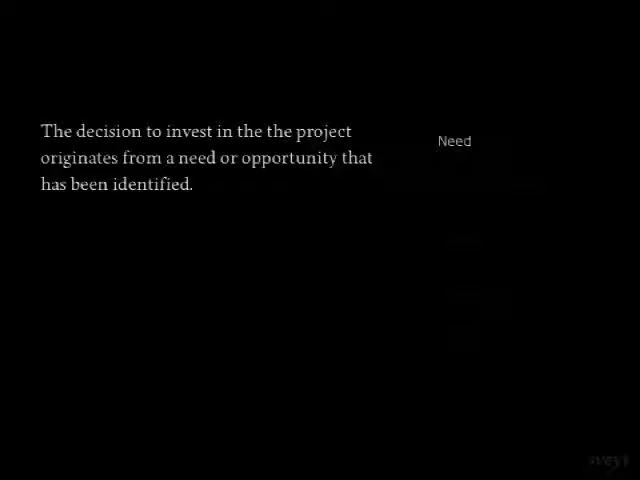 The decision to invest in the the project
originates from a need or opportunity that
has been identified.
Need